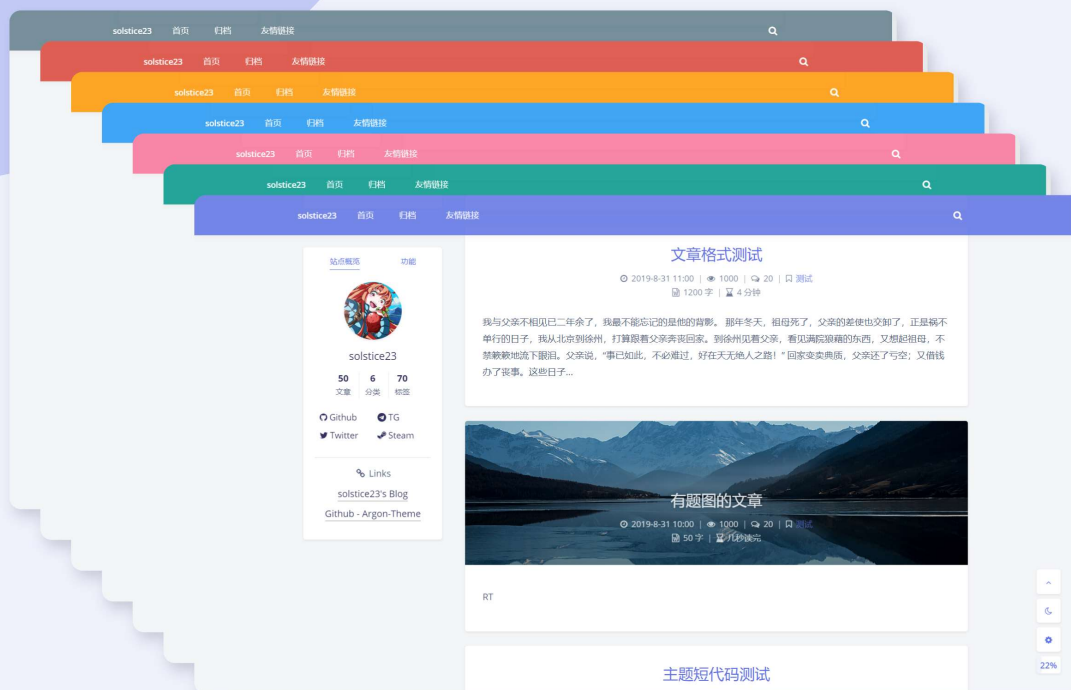 solstice23 首页 归档 友情链接
solstice23 首页 归档 友情链接
solstice23 首页 归档 友情链接
solstice23 首页 归档 友情链接
solstice23 首页 归档 友情链接
solstice23 首页 归档 友情链接
solstice23 首页 归档 友情链接
站点概览 功能
solstice23
50 6 70
文章 分类 标签
Github TG
Twitter Steam
Links
solstice23's Blog
Github - Argon-Theme
文章格式测试
2019-8-31 11:00 | 1000 | 20 | 测试
1200 字 | 4 分钟
我与父亲不相见已二年余了，我最不能忘记的是他的背影。 那年冬天，祖母死了，父亲的差使也交卸了，正是祸不
单行的日子，我从北京到徐州，打算跟着父亲奔丧回家。到徐州见着父亲，看见满院狼藉的东西，又想起祖母，不
禁簌簌地流下眼泪。父亲说，“事已如此，不必难过，好在天无绝人之路！” 回家变卖典质，父亲还了亏空；又借钱
办了丧事。这些日子...
有题图的文章
2019-8-31 10:00 | 1000 | 20 | 测试
50 字 | 几秒读完
RT
主题短代码测试
22%